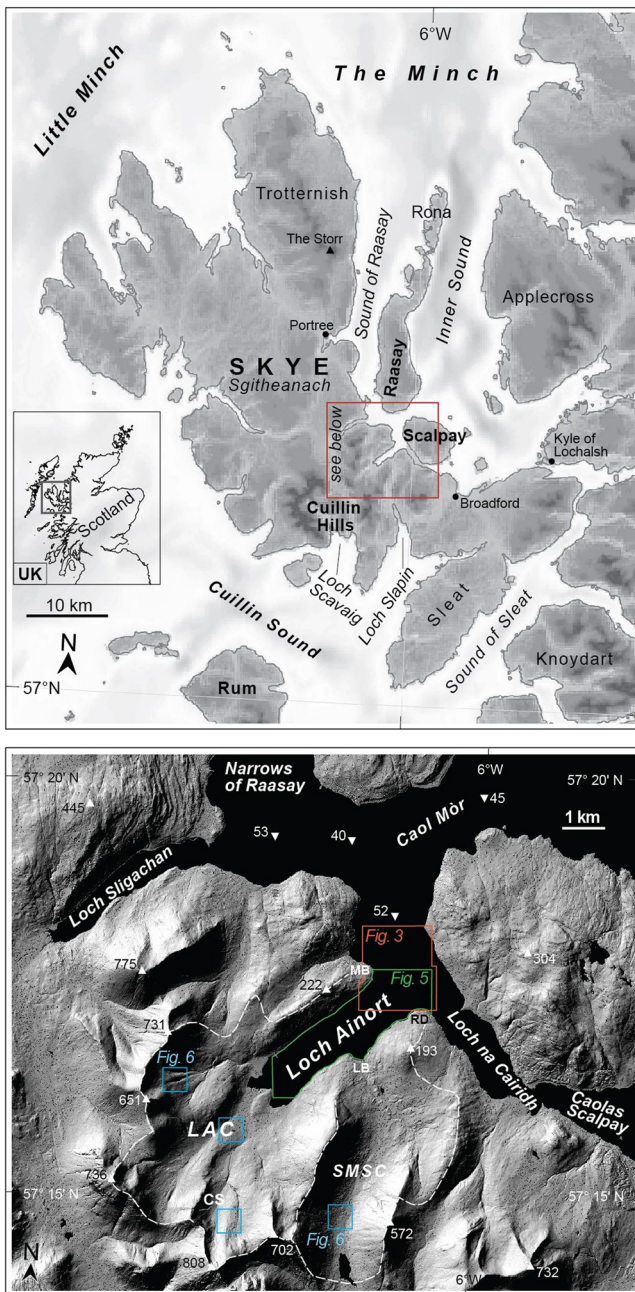 6°W
The Minch
Little Minch
Trotternish
Rona
The Storr
Sound of Raasay
Inner Sound
Applecross
Portree
SKYE
Sgitheanach
Raasay
see below
Scalpay
Kyle of
Lochalsh
Broadford
Cuillin
Hills
Scotland
UK
Loch
Scavaig
Loch Slapin
Sleat
10 km
Cuillin Sound
Sound of Sleat
N
Knoydart
57°N
Rum
57° 20' N
Narrows
of Raasay
6°W
57° 20' N
445
45
1 km
53
40
Caol Mòr
Loch Sligachan
52
Fig. 3
304
775
MB
Fig. 5
222
731
Loch Ainort
RD
Loch na Cairidh
193
Fig. 6
LB
651
Caolas
Scalpay
LAC
SMSC
736
57° 15' N
57° 15' N
CS
572
Fig. 6
N
702
808
732
6°W